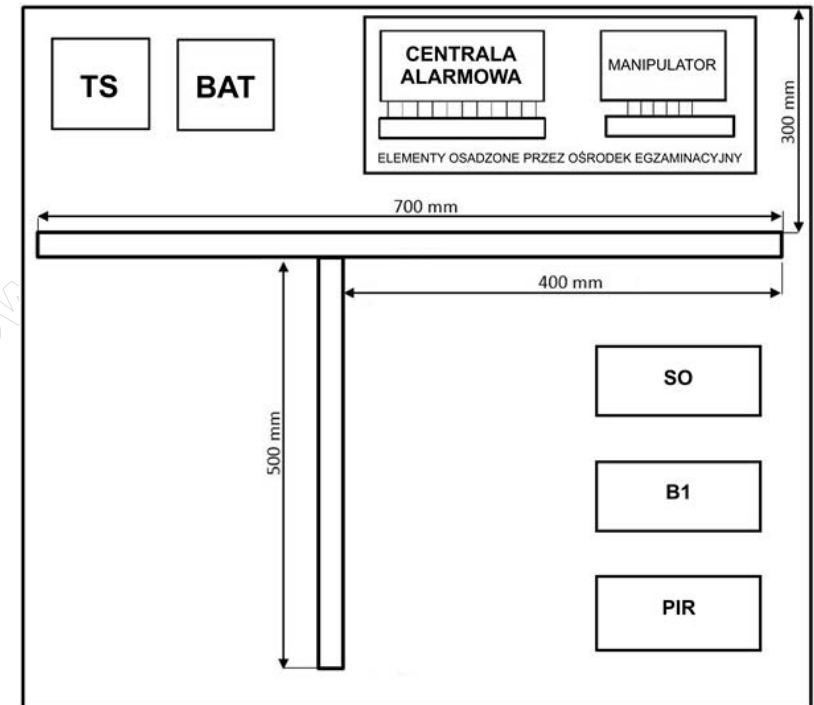 TS
BAT
CENTRALA
ALARMOWA
MANIPULATOR
ELEMENTY OSADZONE PRZEZ OŚRODEK EGZAMINACYJNY
300 mm
700 mm
400 mm
500 mm
SO
B1
PIR